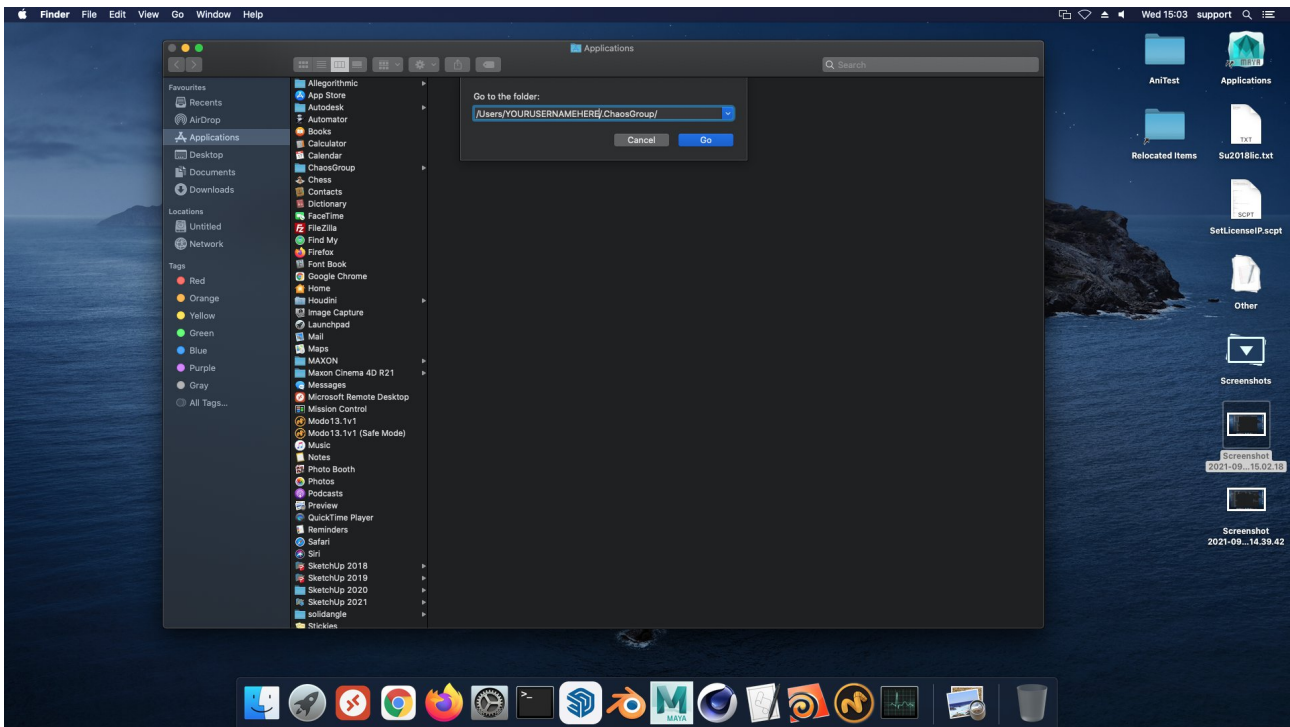 Finder File Edit View Go Window Help
Wed 15:03 support
Applications
Search
Favourites
Recents
AirDrop
Applications
Desktop
Documents
Downloads
Locations
Untitled
Network
Tags
Red
Orange
Yellow
Green
Blue
Purple
Gray
All Tags...
Allegorithmic
App Store
Autodesk
Automator
Books
Calculator
Calendar
ChaosGroup
Chess
Contacts
Dictionary
FaceTime
FileZilla
Find My
Firefox
Font Book
Google Chrome
Home
Houdini
Image Capture
Launchpad
Mail
Maps
MAXON
Maxon Cinema 4D R21
Messages
Microsoft Remote Desktop
Mission Control
Modo13.1v1
Modo13.1v1 (Safe Mode)
Music
Notes
Photo Booth
Photos
Podcasts
Preview
QuickTime Player
Reminders
Safari
Siri
SketchUp 2018
SketchUp 2019
SketchUp 2020
SketchUp 2021
solidangle
Stickies
Go to the folder:
/Users/YOURUSERNAMEHERE/.ChaosGroup/
Cancel Go
AniTest
MAYA
Applications
Relocated Items
TXT
Su2018lic.txt
SCPT
SetLicenseIP.scpt
Other
Screenshots
Screenshot
2021-09...15.02.18
Screenshot
2021-09...14.39.42
MAYA